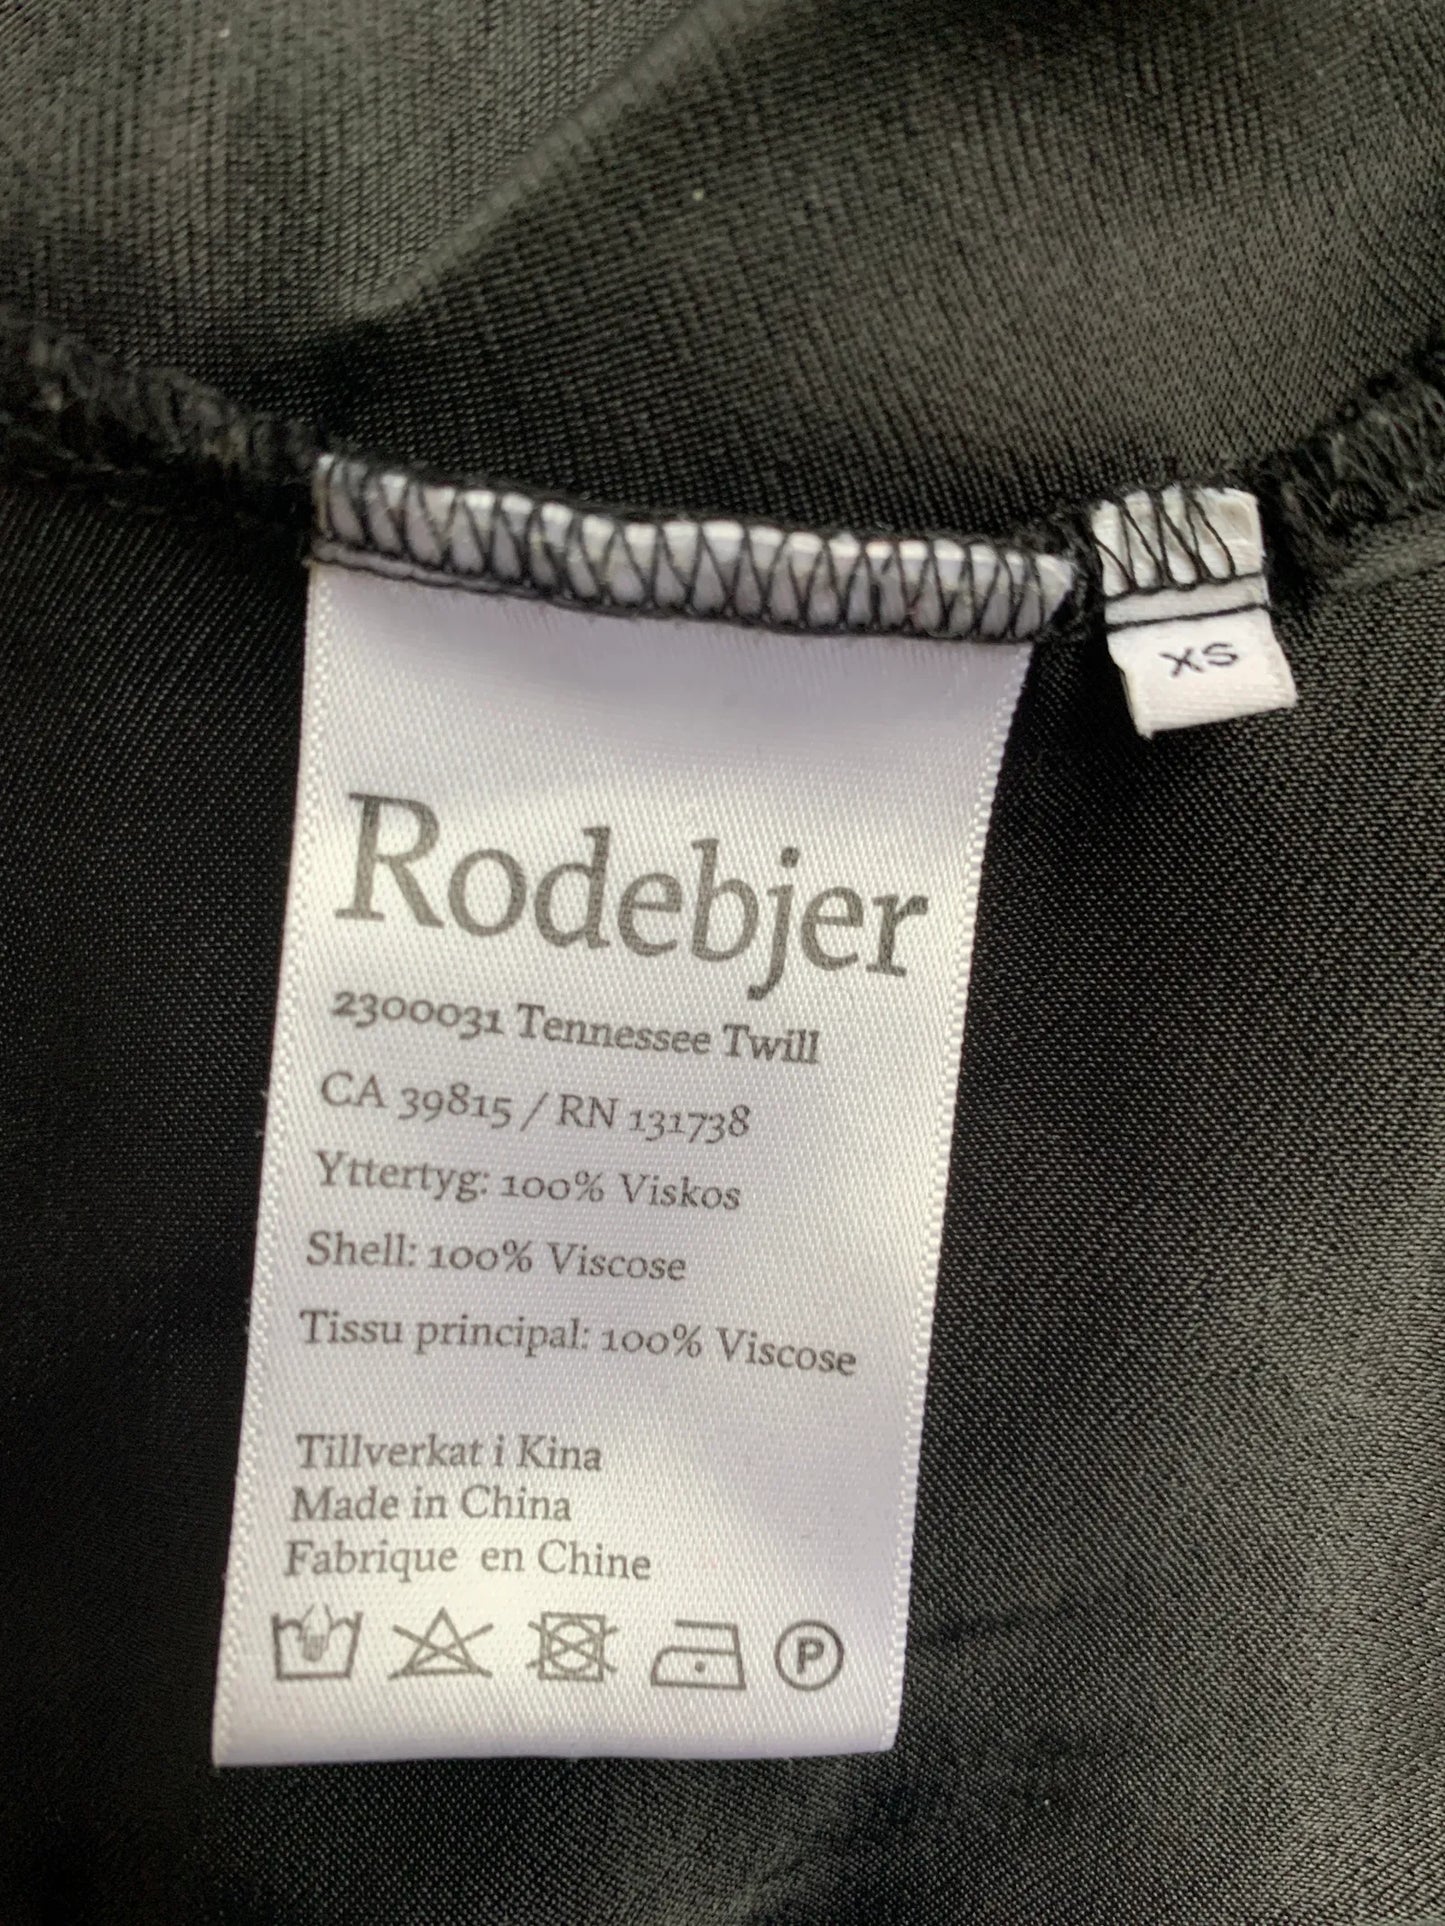 XS
Rodebjer
2300031 Tennessee Twill
CA 39815 / RN 131738
Yttertyg: 100% Viskos
Shell: 100% Viscose
Tissu principal: 100% Viscose
Tillverkat i Kina
Made in China
Fabrique en Chine
P